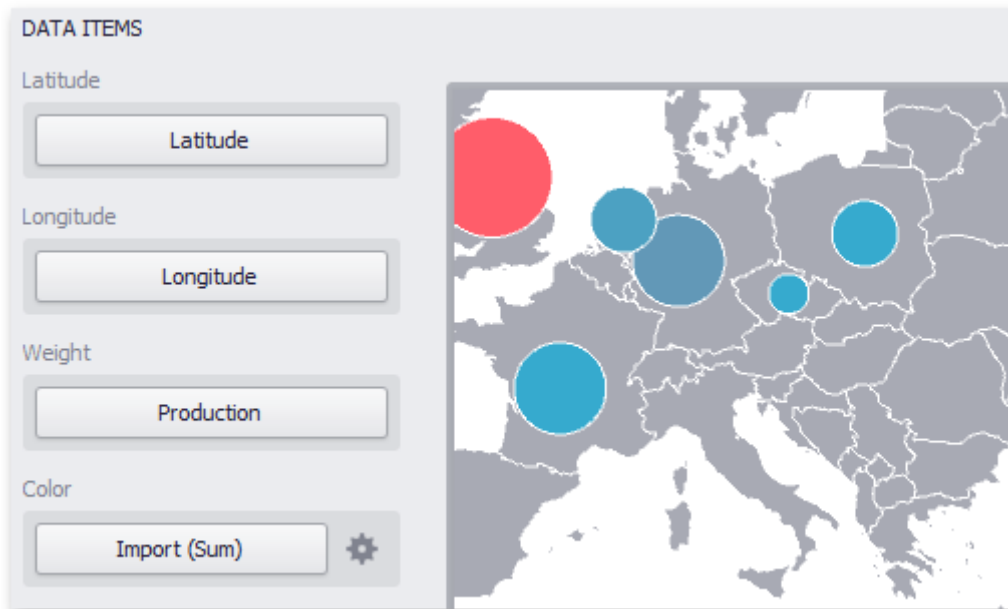 DATA ITEMS
Latitude
Latitude
Longitude
Longitude
Weight
Production
Color
Import (Sum)